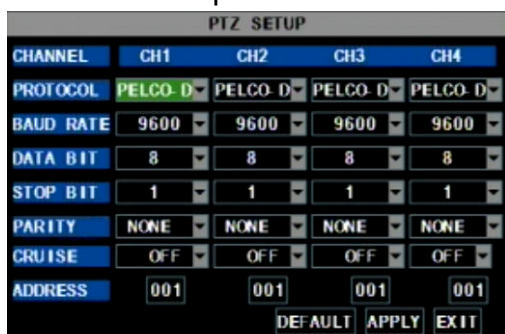 PTZ SETUP
CHANNEL CH1 CH2 CH3 CH4
PROTOCOL PELCO-D PELCO-D PELCO-D PELCO-D
BAUD RATE 9600 9600 9600 9600
DATA BIT 8 8 8 8
STOP BIT 1 1 1 1
PARITY NONE NONE NONE NONE
CRUISE OFF OFF OFF OFF
ADDRESS 001 001 001 001
DEFAULT APPLY EXIT